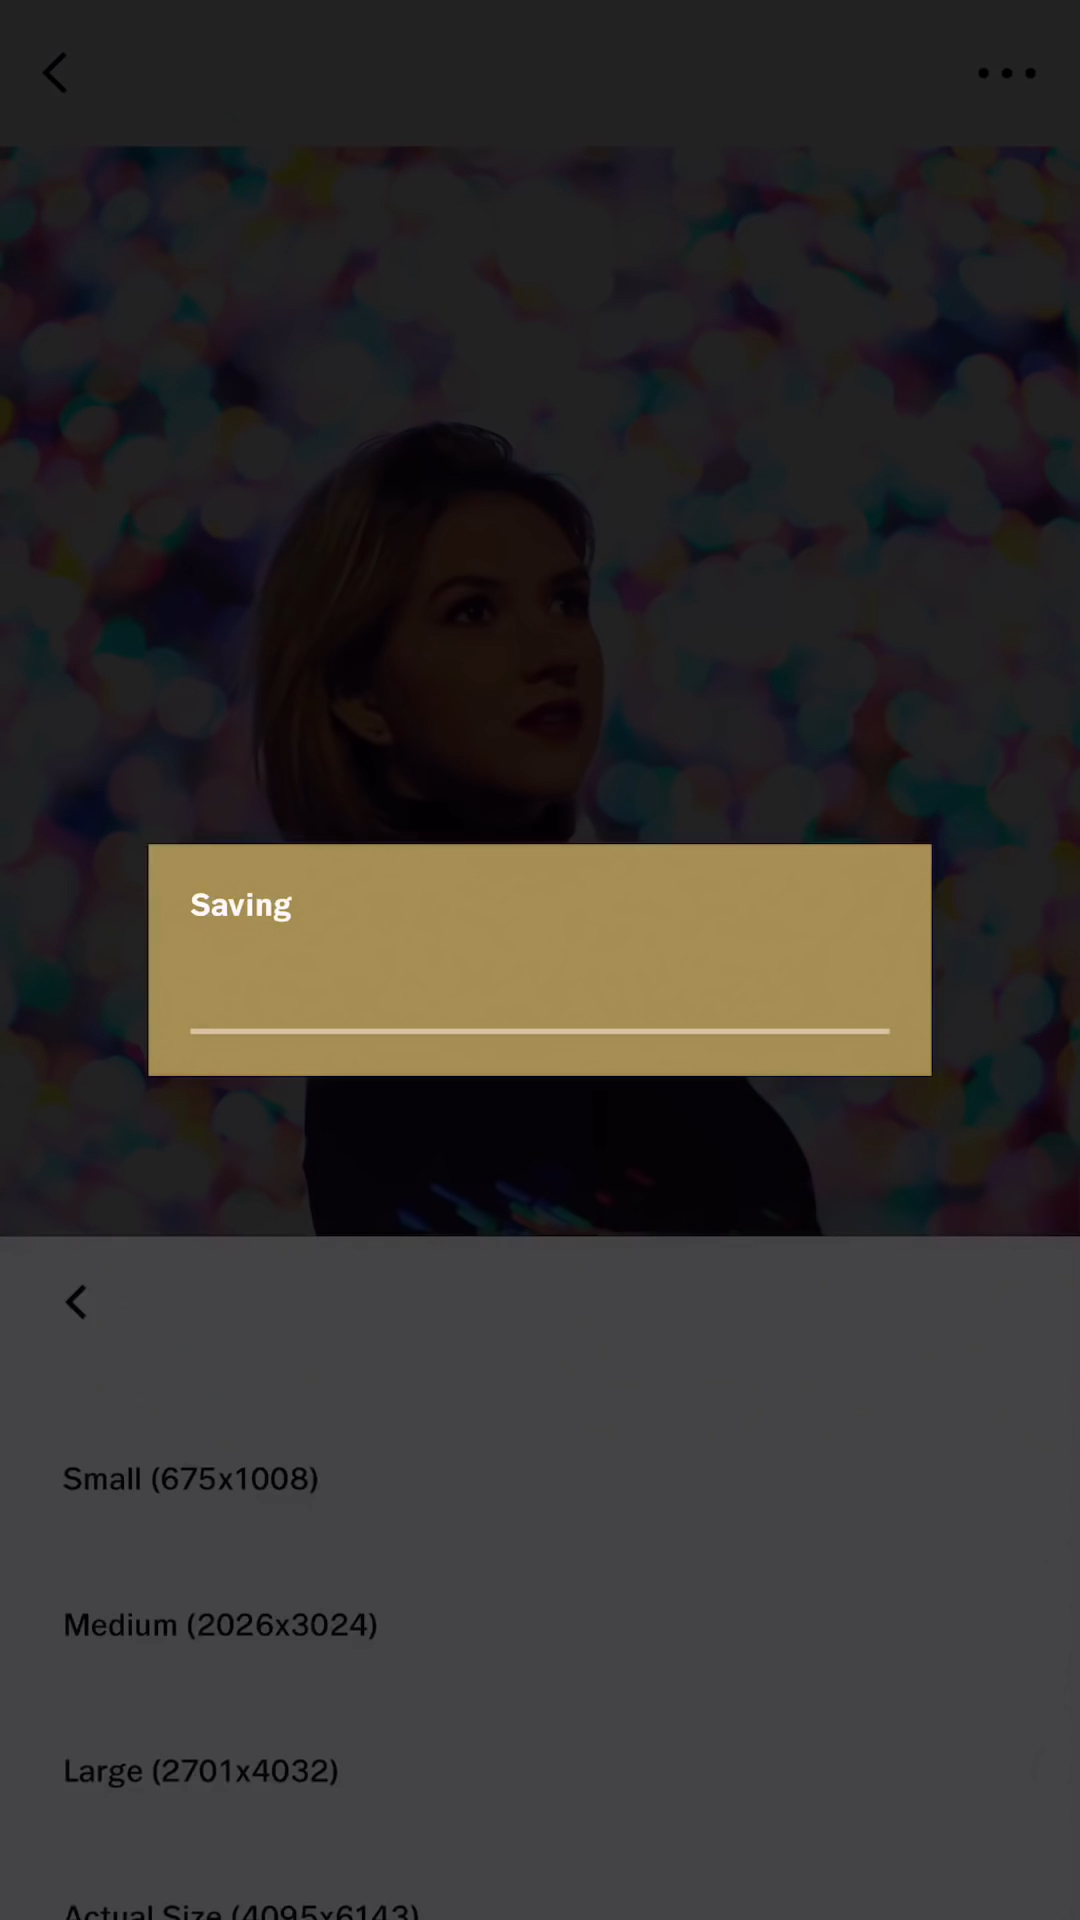 Saving
Small (675x1008)
Medium (2026x3024)
Large (2701x4032)
Actual Size (4095x6143)